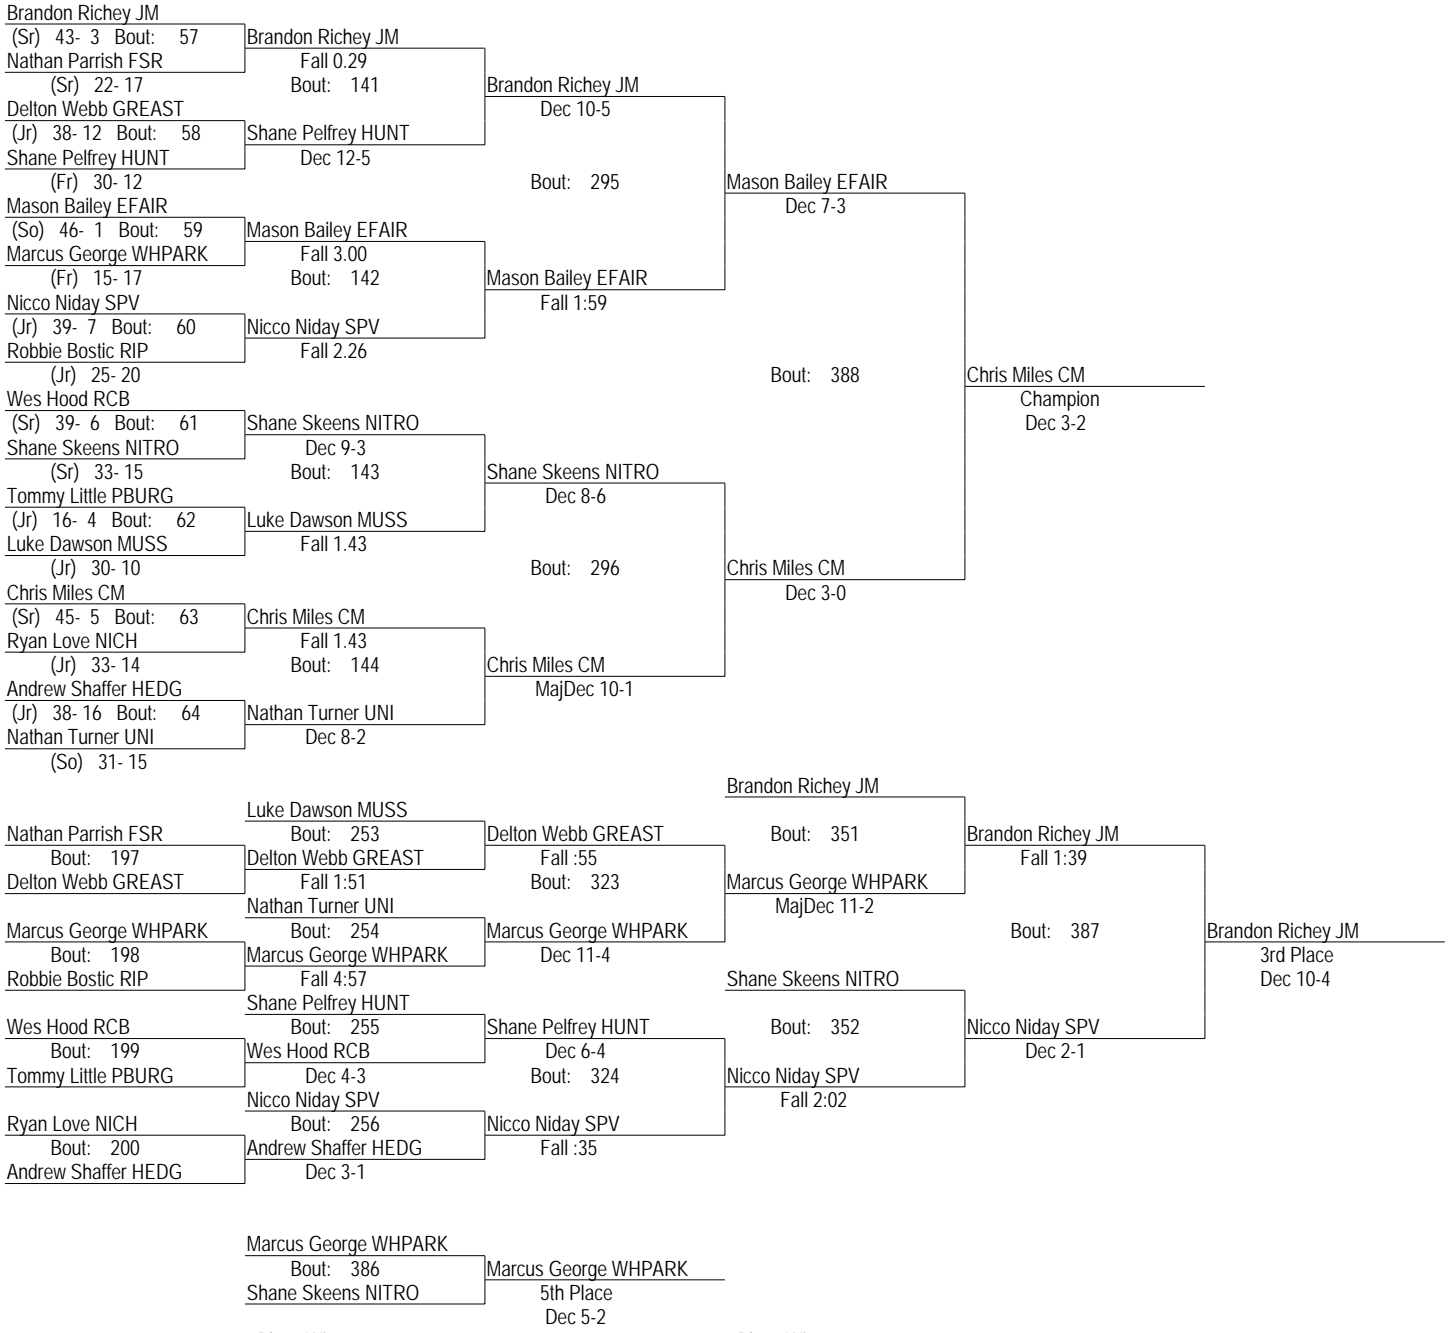 Brandon Richey JM
(Sr) 43- 3 Bout: 57
Nathan Parrish FSR
(Sr) 22- 17
Delton Webb GREAST
(Jr) 38- 12 Bout: 58
Shane Pelfrey HUNT
(Fr) 30- 12
Mason Bailey EFAIR
(So) 46- 1 Bout: 59
Marcus George WHPARK
(Fr) 15- 17
Nicco Niday SPV
(Jr) 39- 7 Bout: 60
Robbie Bostic RIP
(Jr) 25- 20
Wes Hood RCB
(Sr) 39- 6 Bout: 61
Shane Skeens NITRO
(Sr) 33- 15
Tommy Little PBURG
(Jr) 16- 4 Bout: 62
Luke Dawson MUSS
(Jr) 30- 10
Chris Miles CM
(Sr) 45- 5 Bout: 63
Ryan Love NICH
(Jr) 33- 14
Andrew Shaffer HEDG
(Jr) 38- 16 Bout: 64
Nathan Turner UNI
(So) 31- 15
Brandon Richey JM
Fall 0.29
Bout: 141
Shane Pelfrey HUNT
Dec 12-5
Mason Bailey EFAIR
Fall 3.00
Bout: 142
Nicco Niday SPV
Fall 2.26
Shane Skeens NITRO
Dec 9-3
Bout: 143
Luke Dawson MUSS
Fall 1.43
Chris Miles CM
Fall 1.43
Bout: 144
Nathan Turner UNI
Dec 8-2
Brandon Richey JM
Dec 10-5
Bout: 295
Mason Bailey EFAIR
Fall 1:59
Shane Skeens NITRO
Dec 8-6
Bout: 296
Chris Miles CM
MajDec 10-1
Mason Bailey EFAIR
Dec 7-3
Bout: 388
Chris Miles CM
Dec 3-0
Chris Miles CM
Champion
Dec 3-2
Nathan Parrish FSR
Bout: 197
Delton Webb GREAST
Marcus George WHPARK
Bout: 198
Robbie Bostic RIP
Wes Hood RCB
Bout: 199
Tommy Little PBURG
Ryan Love NICH
Bout: 200
Andrew Shaffer HEDG
Luke Dawson MUSS
Bout: 253
Delton Webb GREAST
Fall 1:51
Nathan Turner UNI
Bout: 254
Marcus George WHPARK
Fall 4:57
Shane Pelfrey HUNT
Bout: 255
Wes Hood RCB
Dec 4-3
Nicco Niday SPV
Bout: 256
Andrew Shaffer HEDG
Dec 3-1
Delton Webb GREAST
Fall :55
Bout: 323
Marcus George WHPARK
Dec 11-4
Shane Pelfrey HUNT
Dec 6-4
Bout: 324
Nicco Niday SPV
Fall :35
Brandon Richey JM
Bout: 351
Marcus George WHPARK
MajDec 11-2
Shane Skeens NITRO
Bout: 352
Nicco Niday SPV
Fall 2:02
Brandon Richey JM
Fall 1:39
Bout: 387
Nicco Niday SPV
Dec 2-1
Brandon Richey JM
3rd Place
Dec 10-4
Marcus George WHPARK
Bout: 386
Shane Skeens NITRO
Marcus George WHPARK
5th Place
Dec 5-2